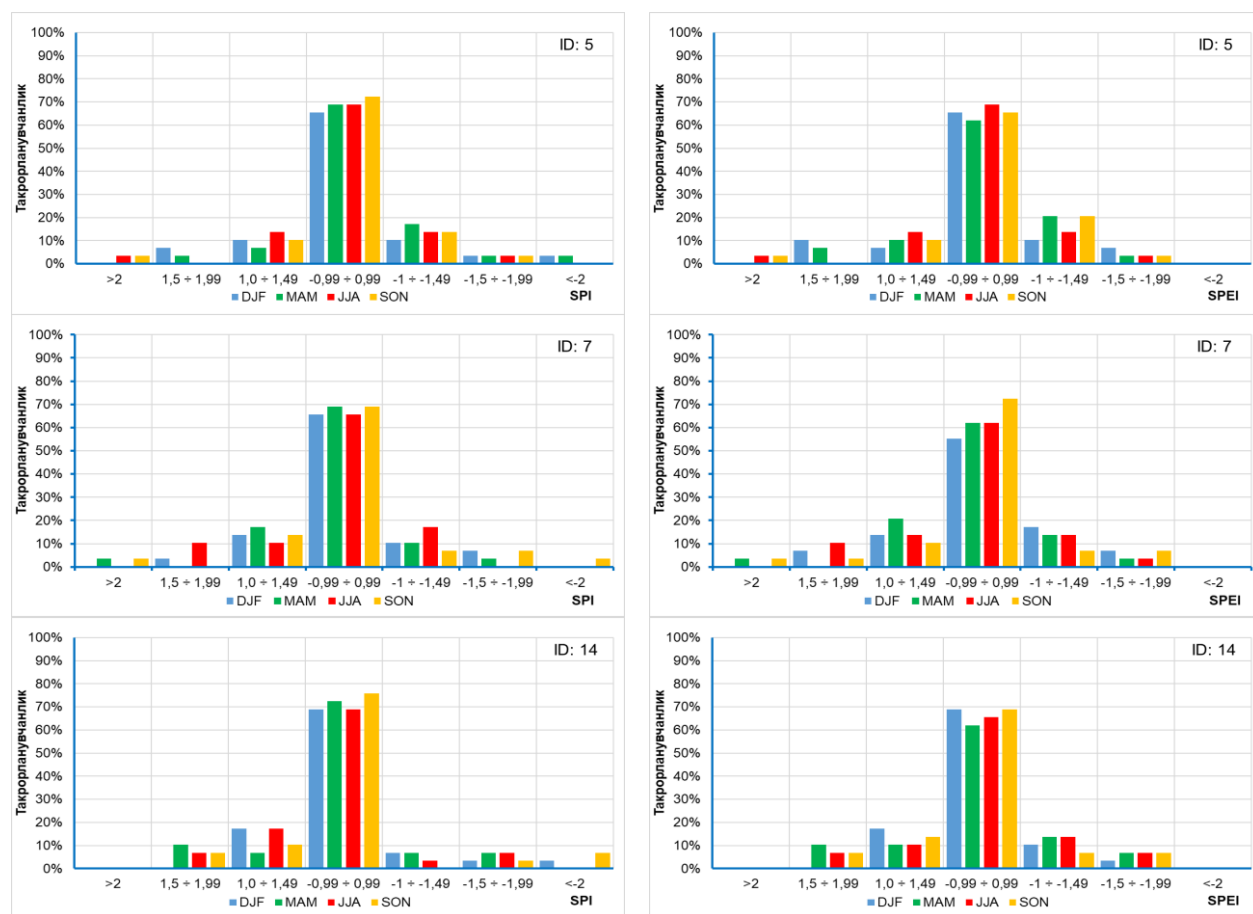 ID: 5
Такрорланувчанлик
100%
90%
80%
70%
60%
50%
40%
30%
20%
10%
0%
>2 1,5 ÷ 1,99 1,0 ÷ 1,49 -0,99 ÷ 0,99 -1 ÷ -1,49 -1,5 ÷ -1,99 <-2
DJF MAM JJA SON SPI
ID: 5
Такрорланувчанлик
100%
90%
80%
70%
60%
50%
40%
30%
20%
10%
0%
>2 1,5 ÷ 1,99 1,0 ÷ 1,49 -0,99 ÷ 0,99 -1 ÷ -1,49 -1,5 ÷ -1,99 <-2
DJF MAM JJA SON SPEI
ID: 7
Такрорланувчанлик
100%
90%
80%
70%
60%
50%
40%
30%
20%
10%
0%
>2 1,5 ÷ 1,99 1,0 ÷ 1,49 -0,99 ÷ 0,99 -1 ÷ -1,49 -1,5 ÷ -1,99 <-2
DJF MAM JJA SON SPI
ID: 7
Такрорланувчанлик
100%
90%
80%
70%
60%
50%
40%
30%
20%
10%
0%
>2 1,5 ÷ 1,99 1,0 ÷ 1,49 -0,99 ÷ 0,99 -1 ÷ -1,49 -1,5 ÷ -1,99 <-2
DJF MAM JJA SON SPEI
ID: 14
Такрорланувчанлик
100%
90%
80%
70%
60%
50%
40%
30%
20%
10%
0%
>2 1,5 ÷ 1,99 1,0 ÷ 1,49 -0,99 ÷ 0,99 -1 ÷ -1,49 -1,5 ÷ -1,99 <-2
DJF MAM JJA SON SPI
ID: 14
Такрорланувчанлик
100%
90%
80%
70%
60%
50%
40%
30%
20%
10%
0%
>2 1,5 ÷ 1,99 1,0 ÷ 1,49 -0,99 ÷ 0,99 -1 ÷ -1,49 -1,5 ÷ -1,99 <-2
DJF MAM JJA SON SPEI